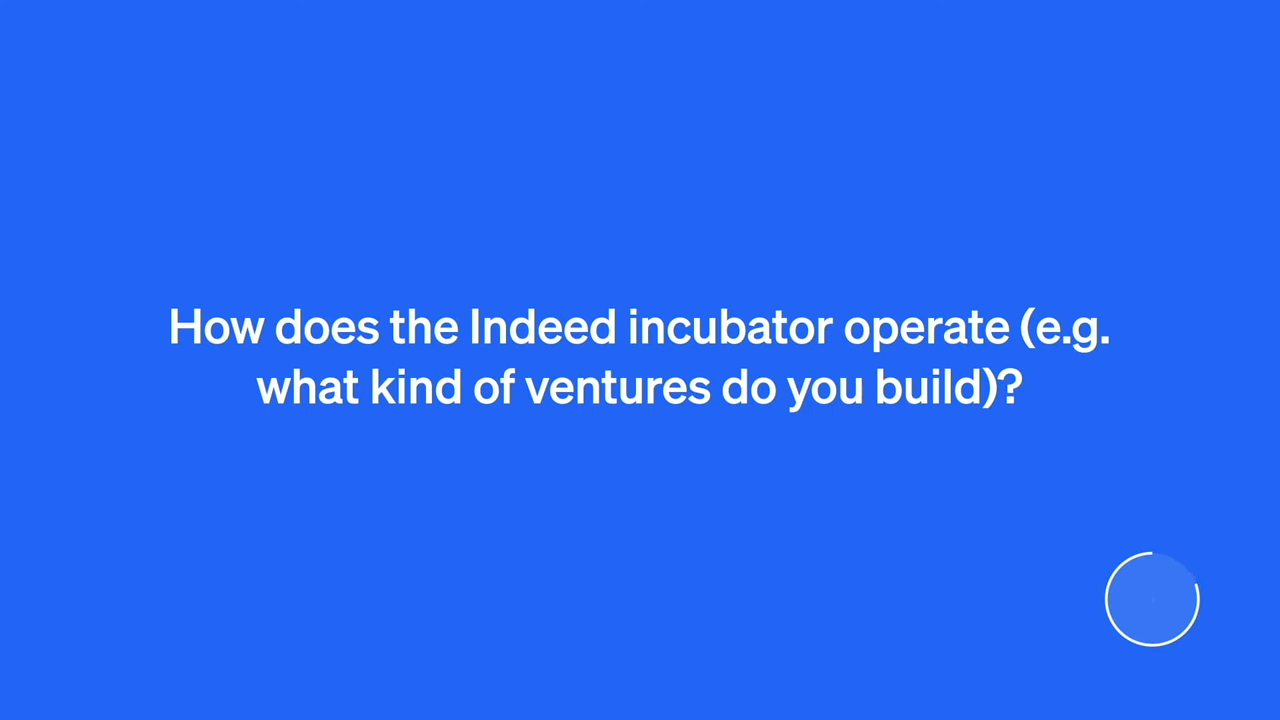 How does the Indeed incubator operate (e.g.
what kind of ventures do you build)?